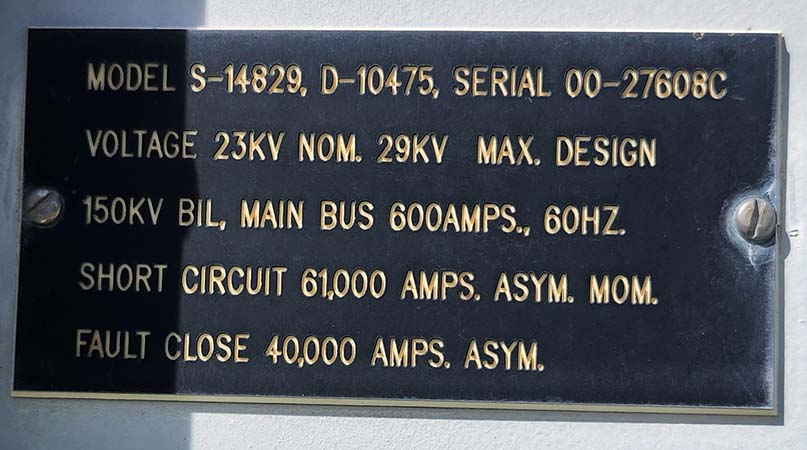 MODEL S-14829, D-10475, SERIAL 00-27608C
VOLTAGE 23KV NOM. 29KV MAX. DESIGN
150KV BIL, MAIN BUS 600AMPS., 60HZ.
SHORT CIRCUIT 61,000 AMPS. ASYM. MOM.
FAULT CLOSE 40,000 AMPS. ASYM.